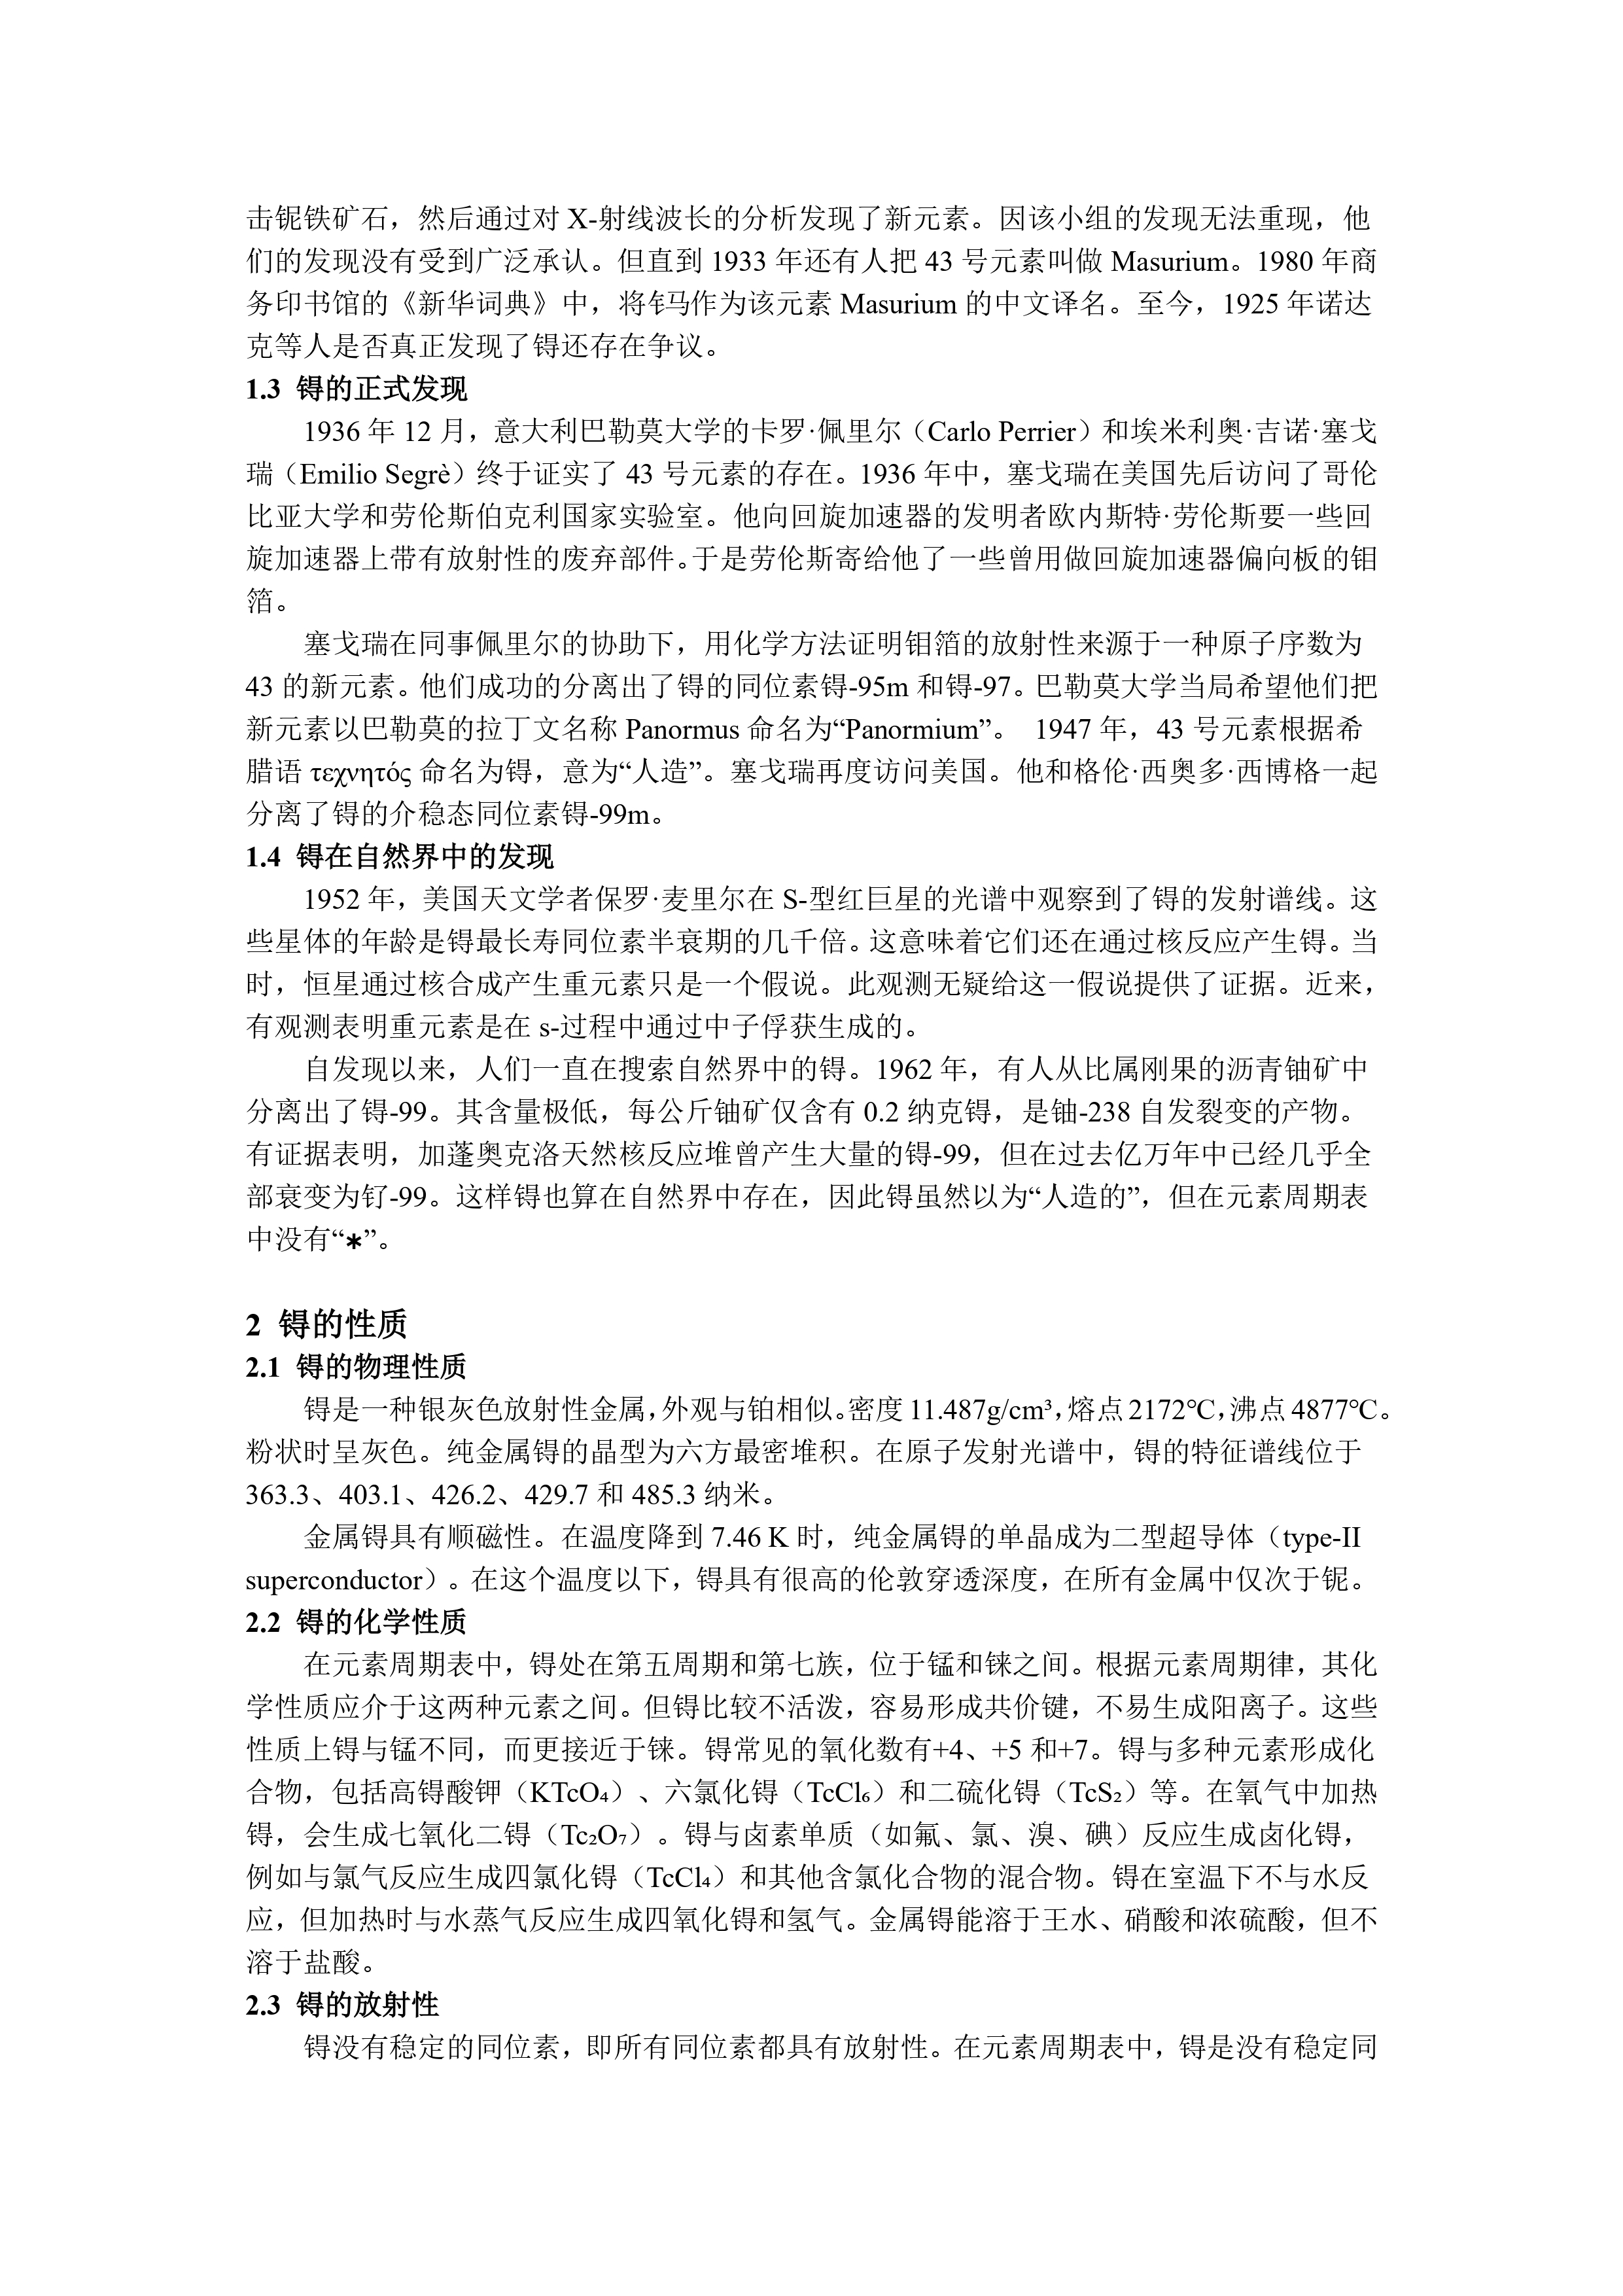 击铌铁矿石，然后通过对 X-射线波长的分析发现了新元素。因该小组的发现无法重现，他
们的发现没有受到广泛承认。但直到 1933 年还有人把 43 号元素叫做 Masurium。1980 年商
务印书馆的《新华词典》中，将钅马作为该元素 Masurium 的中文译名。至今，1925 年诺达
克等人是否真正发现了锝还存在争议。
1.3 锝的正式发现
1936 年 12 月，意大利巴勒莫大学的卡罗·佩里尔（Carlo Perrier）和埃米利奥·吉诺·塞戈
瑞（Emilio Segrè）终于证实了 43 号元素的存在。1936 年中，塞戈瑞在美国先后访问了哥伦
比亚大学和劳伦斯伯克利国家实验室。他向回旋加速器的发明者欧内斯特·劳伦斯要一些回
旋加速器上带有放射性的废弃部件。于是劳伦斯寄给他了一些曾用做回旋加速器偏向板的钼
箔。
塞戈瑞在同事佩里尔的协助下，用化学方法证明钼箔的放射性来源于一种原子序数为
43 的新元素。他们成功的分离出了锝的同位素锝-95m 和锝-97。巴勒莫大学当局希望他们把
新元素以巴勒莫的拉丁文名称 Panormus 命名为“Panormium”。 1947 年，43 号元素根据希
腊语 τεχνητός 命名为锝，意为“人造”。塞戈瑞再度访问美国。他和格伦·西奥多·西博格一起
分离了锝的介稳态同位素锝-99m。
1.4 锝在自然界中的发现
1952 年，美国天文学者保罗·麦里尔在 S-型红巨星的光谱中观察到了锝的发射谱线。这
些星体的年龄是锝最长寿同位素半衰期的几千倍。这意味着它们还在通过核反应产生锝。当
时，恒星通过核合成产生重元素只是一个假说。此观测无疑给这一假说提供了证据。近来，
有观测表明重元素是在 s-过程中通过中子俘获生成的。
自发现以来，人们一直在搜索自然界中的锝。1962 年，有人从比属刚果的沥青铀矿中
分离出了锝-99。其含量极低，每公斤铀矿仅含有 0.2 纳克锝，是铀-238 自发裂变的产物。
有证据表明，加蓬奥克洛天然核反应堆曾产生大量的锝-99，但在过去亿万年中已经几乎全
部衰变为钌-99。这样锝也算在自然界中存在，因此锝虽然以为“人造的”，但在元素周期表
中没有“*”。
2 锝的性质
2.1 锝的物理性质
锝是一种银灰色放射性金属，外观与铂相似。密度 11.487g/cm³，熔点 2172℃，沸点 4877℃。
粉状时呈灰色。纯金属锝的晶型为六方最密堆积。在原子发射光谱中，锝的特征谱线位于
363.3、403.1、426.2、429.7 和 485.3 纳米。
金属锝具有顺磁性。在温度降到 7.46 K 时，纯金属锝的单晶成为二型超导体（type-II
superconductor）。在这个温度以下，锝具有很高的伦敦穿透深度，在所有金属中仅次于铌。
2.2 锝的化学性质
在元素周期表中，锝处在第五周期和第七族，位于锰和铼之间。根据元素周期律，其化
学性质应介于这两种元素之间。但锝比较不活泼，容易形成共价键，不易生成阳离子。这些
性质上锝与锰不同，而更接近于铼。锝常见的氧化数有+4、+5 和+7。锝与多种元素形成化
合物，包括高锝酸钾（KTcO₄）、六氯化锝（TcCl₆）和二硫化锝（TcS₂）等。在氧气中加热
锝，会生成七氧化二锝（Tc₂O₇）。锝与卤素单质（如氟、氯、溴、碘）反应生成卤化锝，
例如与氯气反应生成四氯化锝（TcCl₄）和其他含氯化合物的混合物。锝在室温下不与水反
应，但加热时与水蒸气反应生成四氧化锝和氢气。金属锝能溶于王水、硝酸和浓硫酸，但不
溶于盐酸。
2.3 锝的放射性
锝没有稳定的同位素，即所有同位素都具有放射性。在元素周期表中，锝是没有稳定同